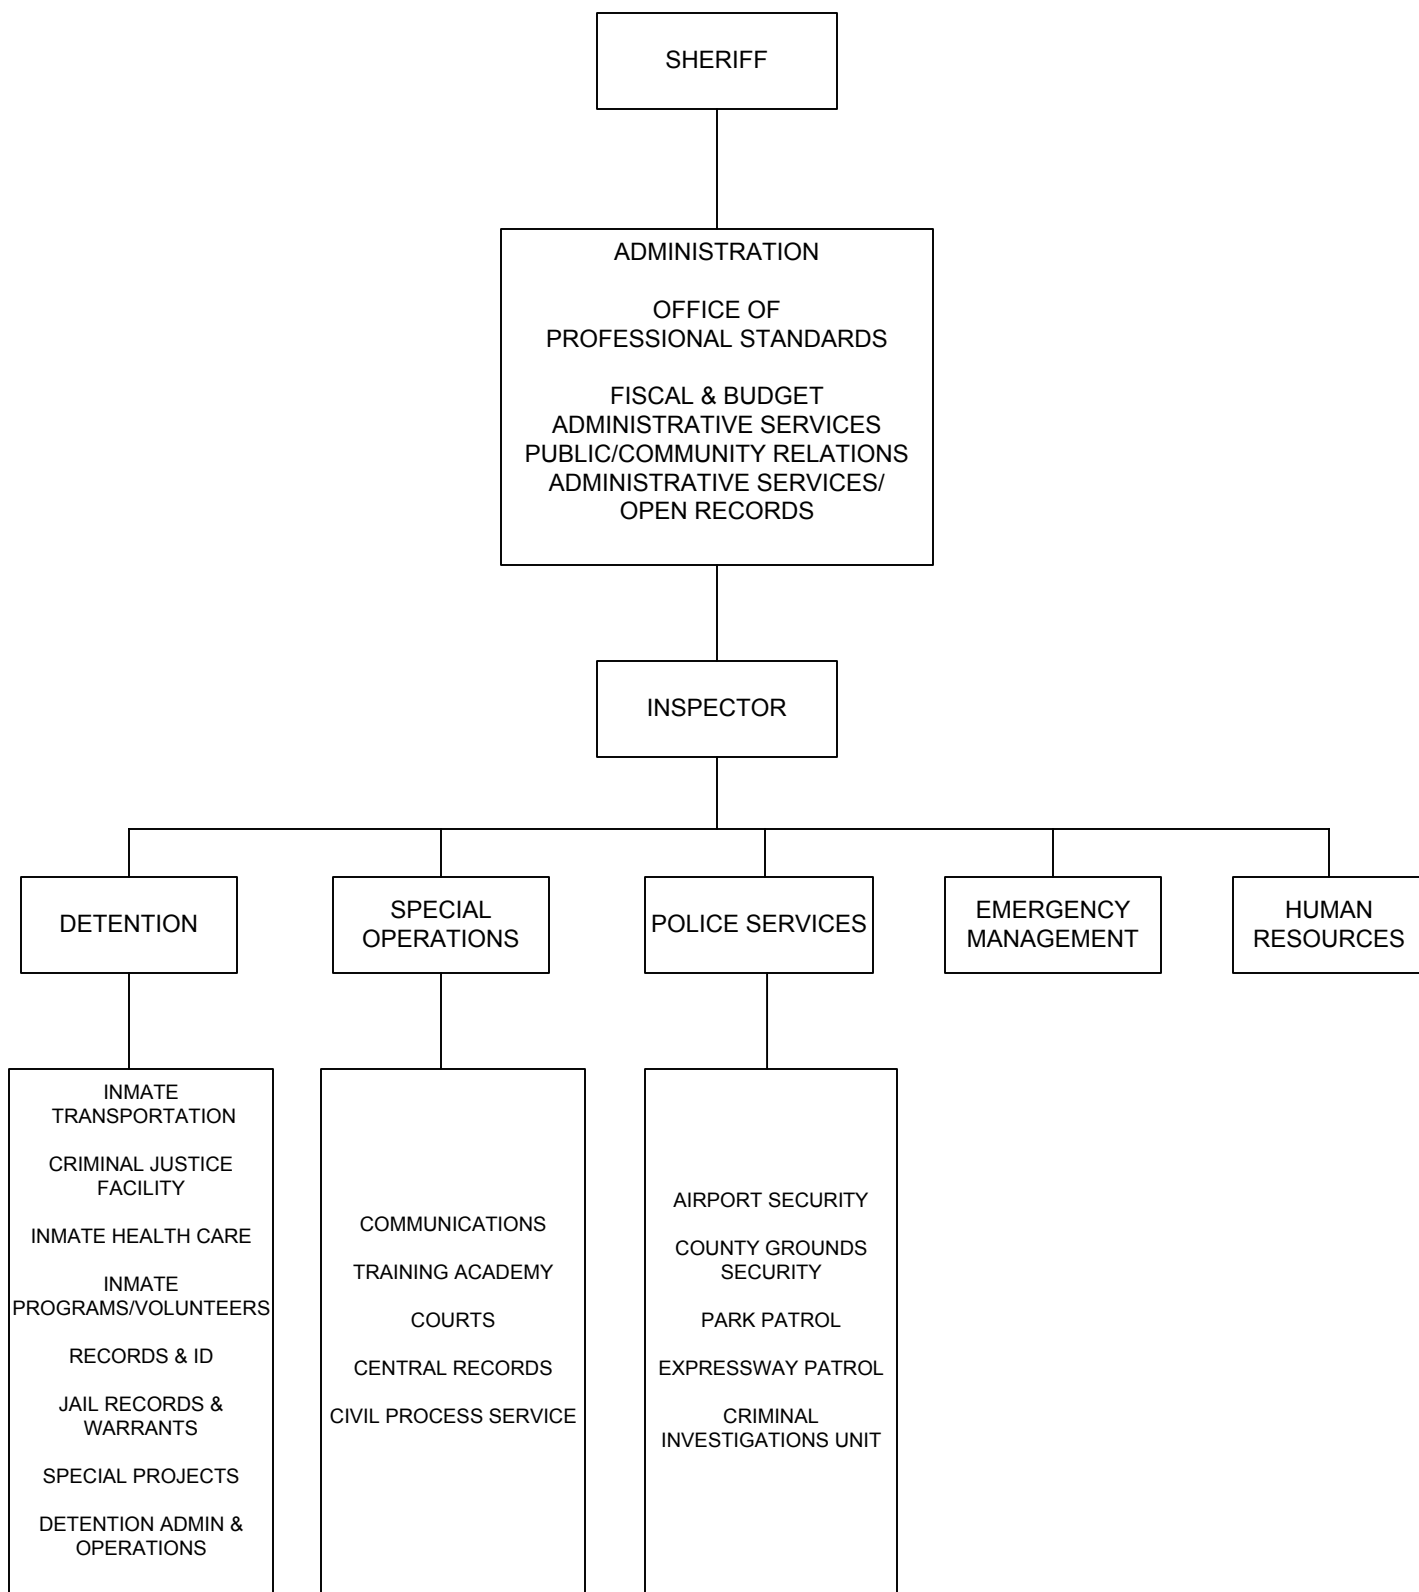 SHERIFF
ADMINISTRATION
OFFICE OF
PROFESSIONAL STANDARDS
FISCAL & BUDGET
ADMINISTRATIVE SERVICES
PUBLIC/COMMUNITY RELATIONS
ADMINISTRATIVE SERVICES/
OPEN RECORDS
INSPECTOR
DETENTION
SPECIAL
OPERATIONS
POLICE SERVICES
EMERGENCY
MANAGEMENT
HUMAN
RESOURCES
INMATE
TRANSPORTATION
CRIMINAL JUSTICE
FACILITY
INMATE HEALTH CARE
INMATE
PROGRAMS/VOLUNTEERS
RECORDS & ID
JAIL RECORDS &
WARRANTS
SPECIAL PROJECTS
DETENTION ADMIN &
OPERATIONS
COMMUNICATIONS
TRAINING ACADEMY
COURTS
CENTRAL RECORDS
CIVIL PROCESS SERVICE
AIRPORT SECURITY
COUNTY GROUNDS
SECURITY
PARK PATROL
EXPRESSWAY PATROL
CRIMINAL
INVESTIGATIONS UNIT